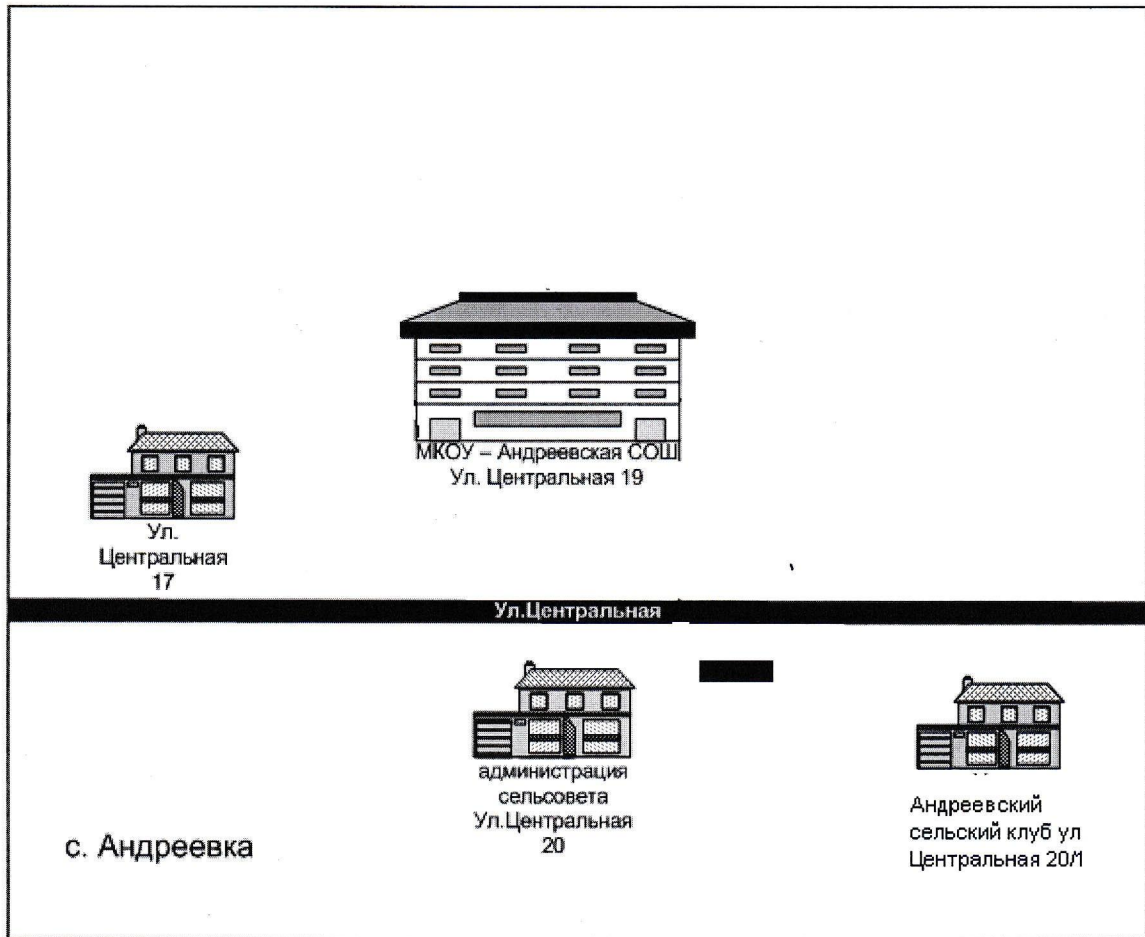 МКОУ – Андреевская СОШ
Ул. Центральная 19
Ул.
Центральная
17
Ул.Центральная
администрация
сельсовета
Ул.Центральная
20
Андреевский
сельский клуб ул
Центральная 20/1
с. Андреевка